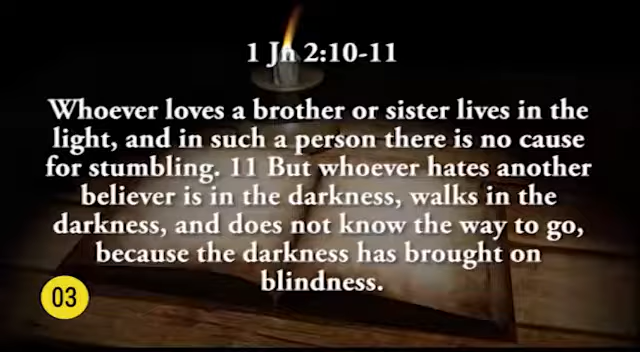 1 Jn 2:10-11
Whoever loves a brother or sister lives in the
light, and in such a person there is no cause
for stumbling. 11 But whoever hates another
believer is in the darkness, walks in the
darkness, and does not know the way to go,
because the darkness has brought on
blindness.
03